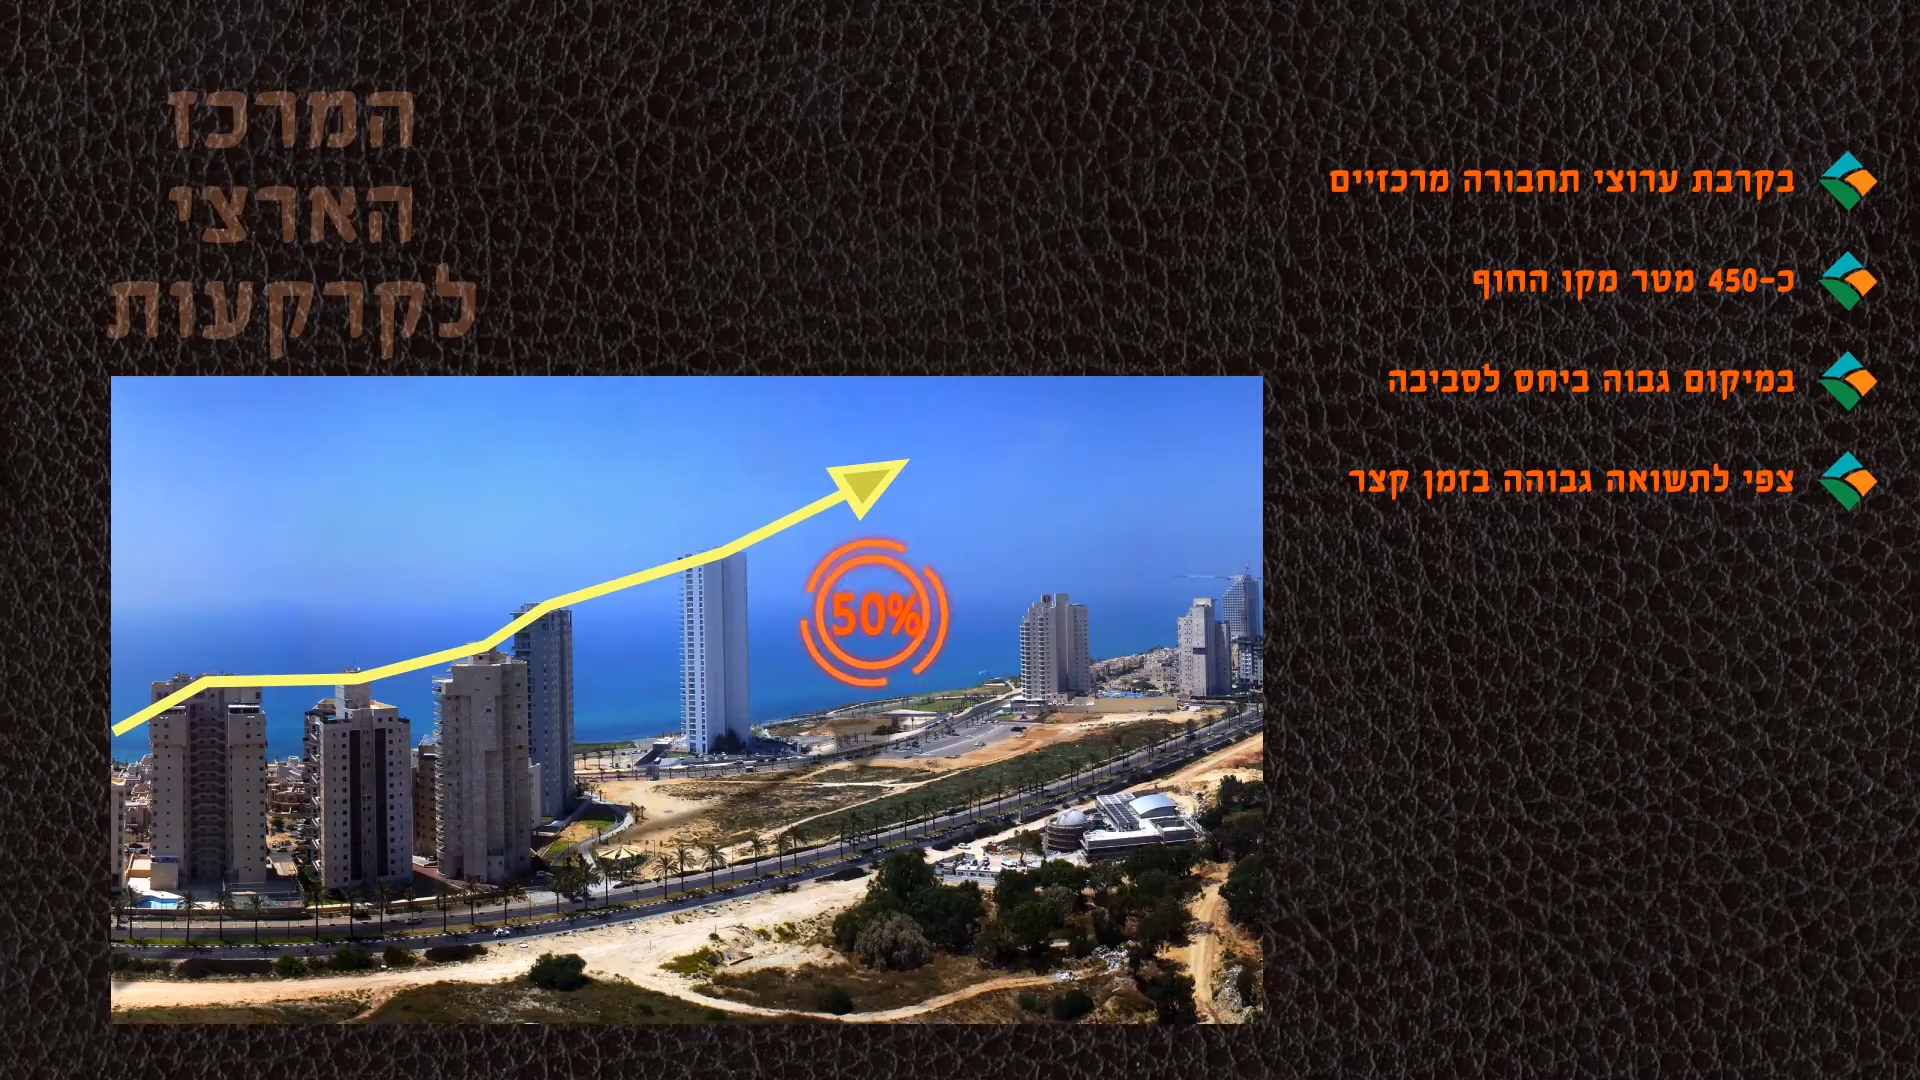 המרכז
הארצי
לקרקעות
בקרבת ערוצי תחבורה מרכזיים
כ-450 מטר מקו החוף
במיקום גבוה ביחס לסביבה
צפי לתשואה גבוהה בזמן קצר
50%